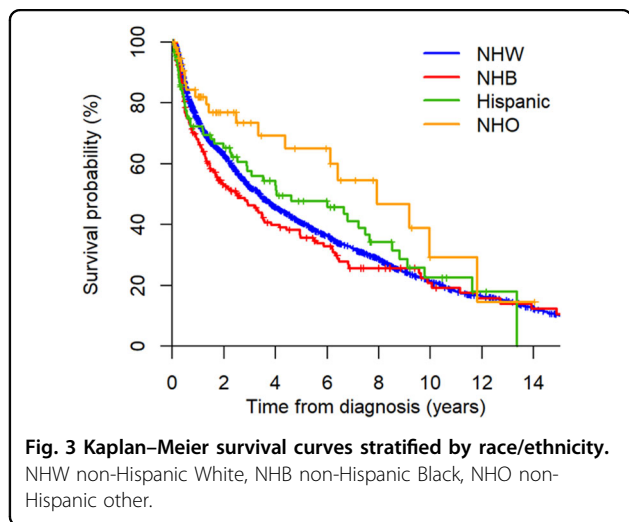 100
80
60
40
20
0
Survival probability (%)
NHW
NHB
Hispanic
NHO
0 2 4 6 8 10 12 14
Time from diagnosis (years)
Fig. 3 Kaplan–Meier survival curves stratified by race/ethnicity.
NHW non-Hispanic White, NHB non-Hispanic Black, NHO non-
Hispanic other.